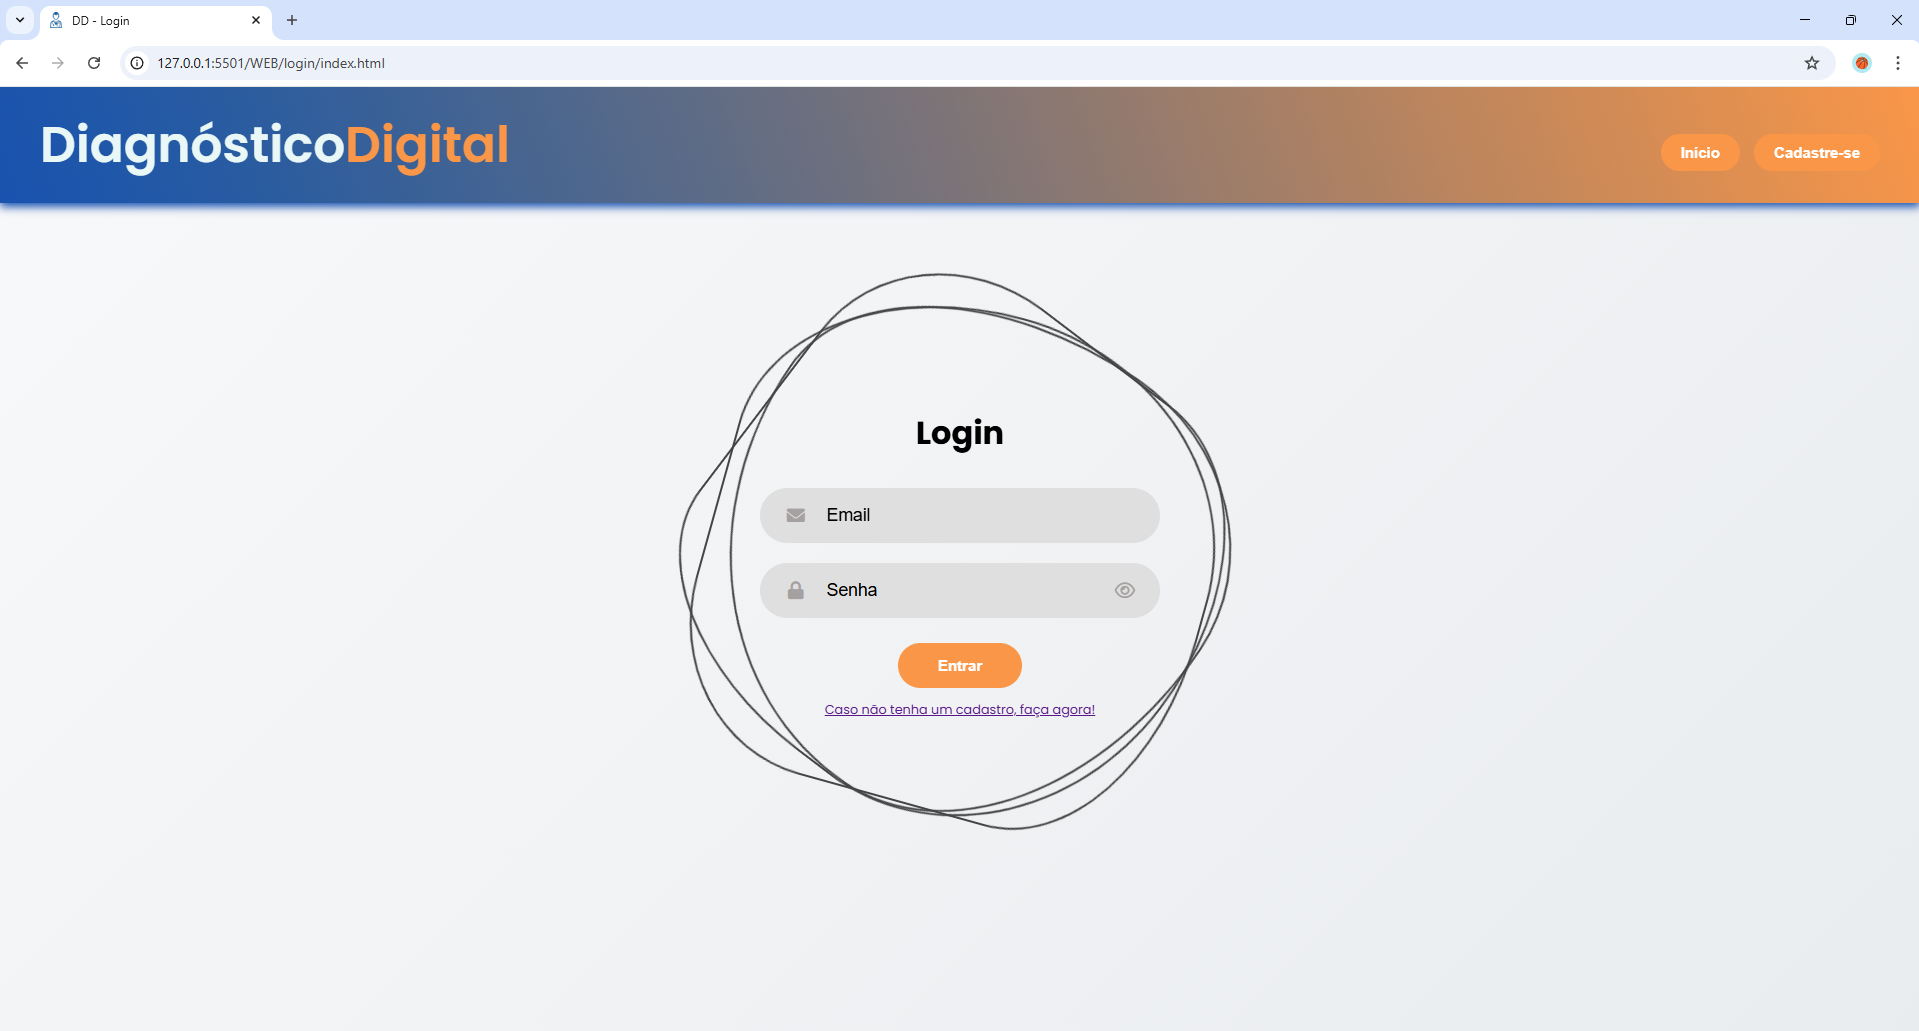 DD - Login
127.0.0.1:5501/WEB/login/index.html
DiagnósticoDigital
Início
Cadastre-se
Login
Email
Senha
Entrar
Caso não tenha um cadastro, faça agora!